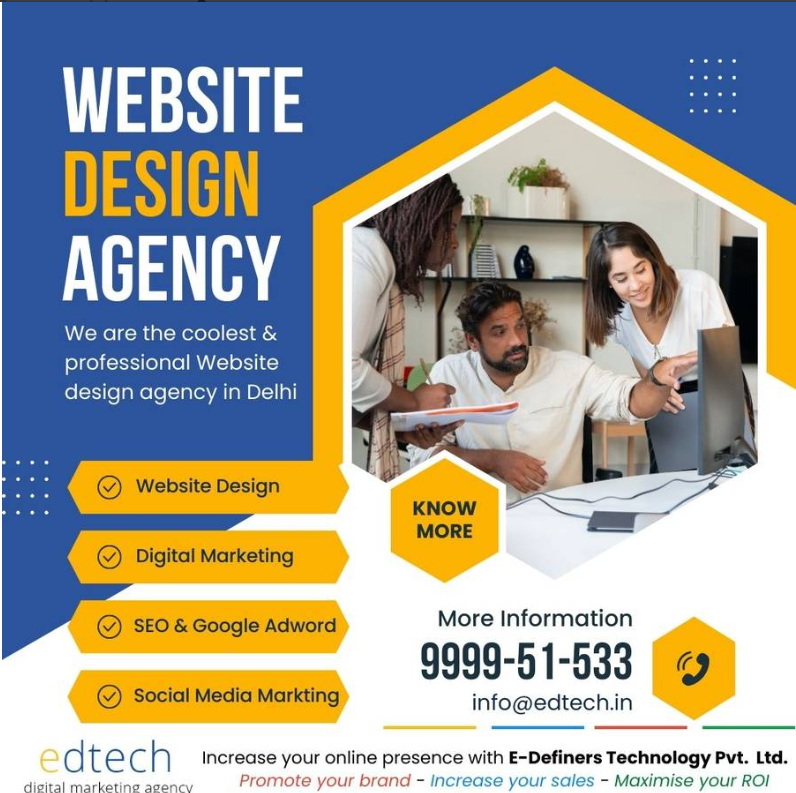 WEBSITE
DESIGN
AGENCY
We are the coolest &
professional Website
design agency in Delhi
Website Design
Digital Marketing
SEO & Google Adword
Social Media Markting
KNOW
MORE
More Information
9999-51-533
info@edtech.in
edtech
digital marketing agency
Increase your online presence with E-Definers Technology Pvt. Ltd.
Promote your brand - Increase your sales - Maximise your ROI